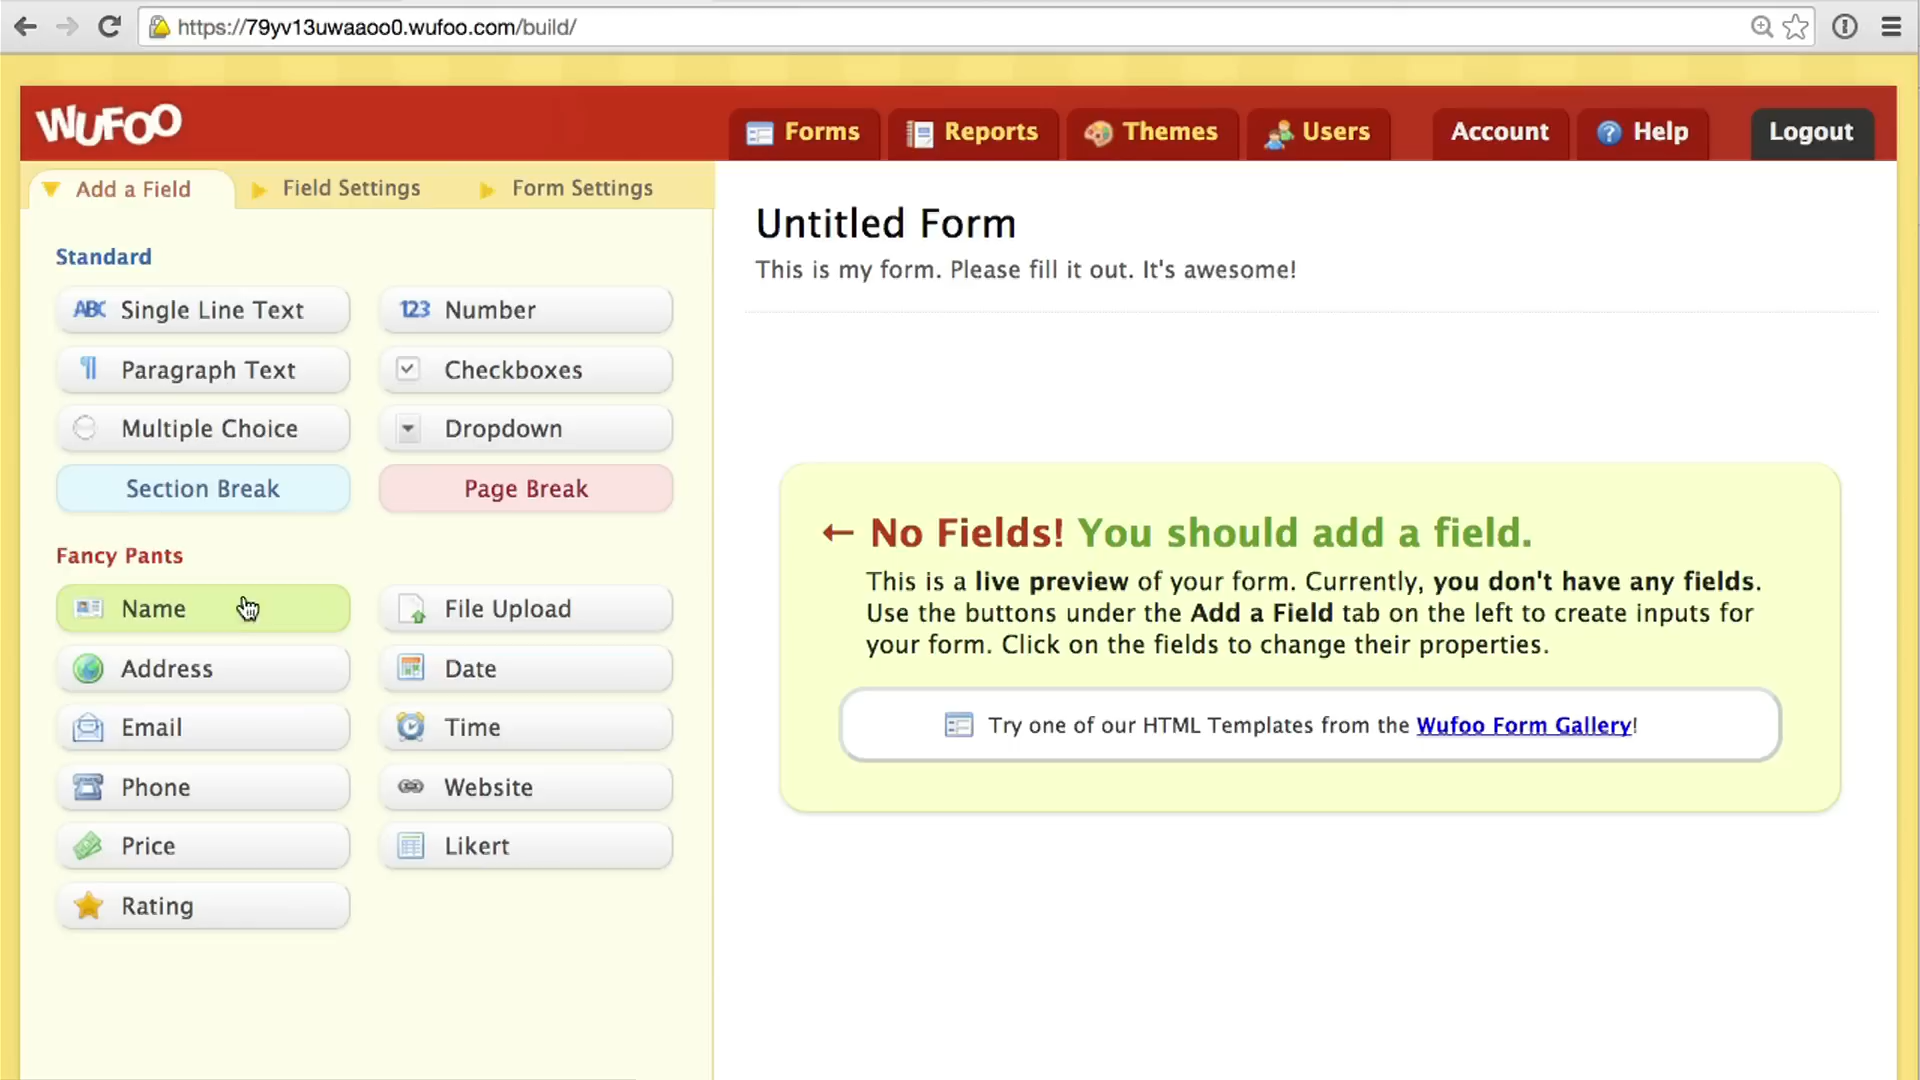 https://79yv13uwaaoo0.wufoo.com/build/
WUFOO
Forms
Reports
Themes
Users
Account
Help
Logout
Add a Field
Field Settings
Form Settings
Untitled Form
This is my form. Please fill it out. It's awesome!
Standard
ABC Single Line Text
123 Number
Paragraph Text
Checkboxes
Multiple Choice
Dropdown
Section Break
Page Break
Fancy Pants
Name
File Upload
Address
Date
Email
Time
Phone
Website
Price
Likert
Rating
← No Fields! You should add a field.
This is a live preview of your form. Currently, you don't have any fields.
Use the buttons under the Add a Field tab on the left to create inputs for
your form. Click on the fields to change their properties.
Try one of our HTML Templates from the Wufoo Form Gallery!